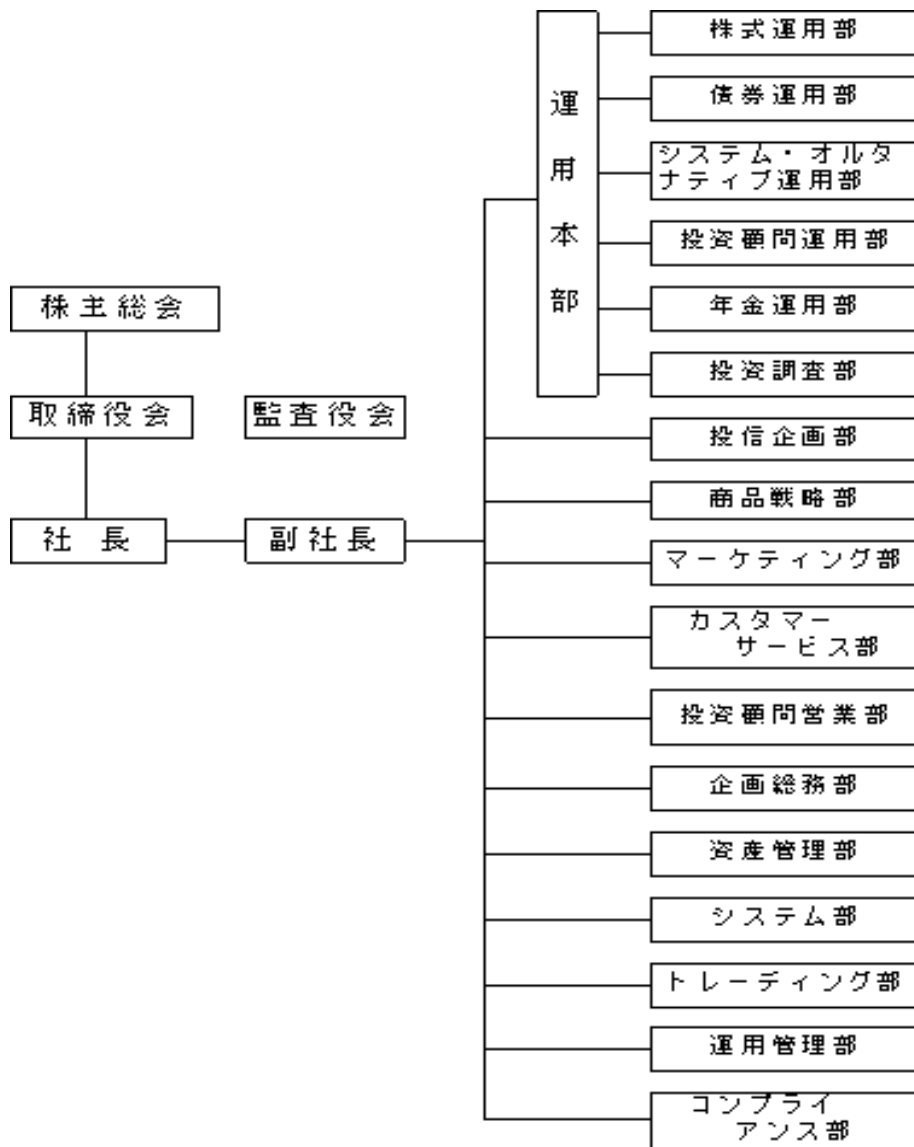 株主総会
取締役会
監査役会
社長
副社長
運用本部
株式運用部
債券運用部
システム・オルタ
ナティブ運用部
投資顧問運用部
年金運用部
投資調査部
投信企画部
商品戦略部
マーケティング部
カスタマー
サービス部
投資顧問営業部
企画総務部
資産管理部
システム部
トレーディング部
運用管理部
コンプライ
アンス部